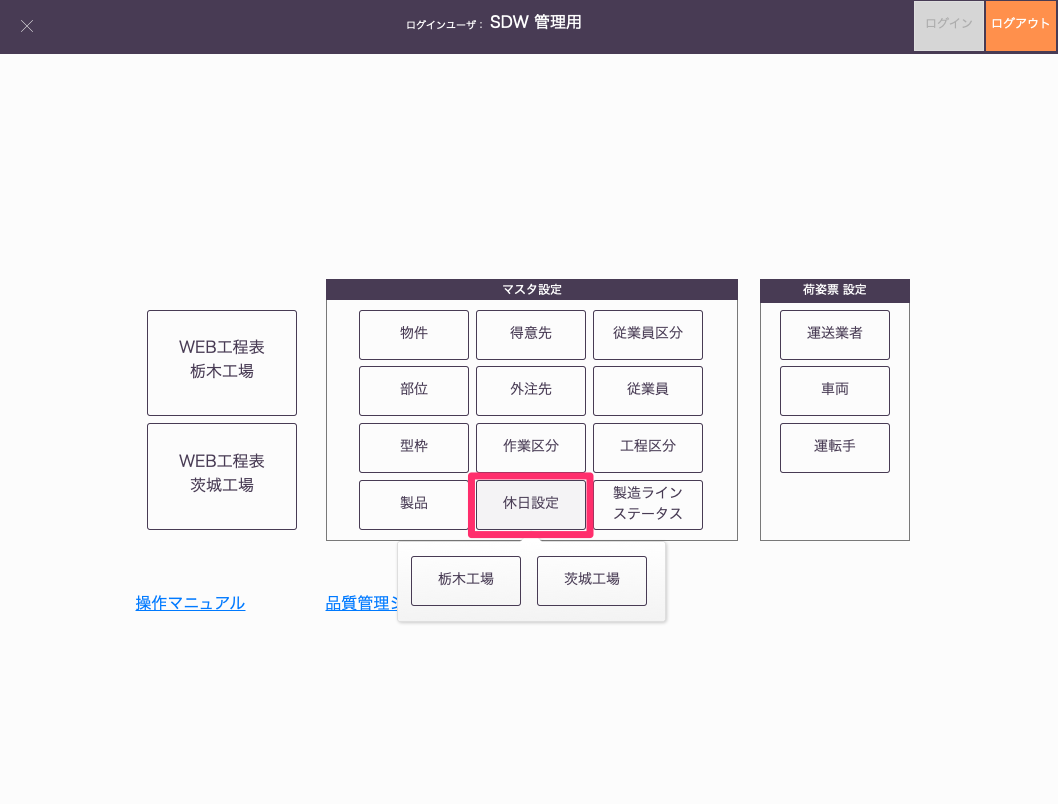 ログインユーザ： SDW 管理用
ログイン
ログアウト
WEB工程表
栃木工場
WEB工程表
茨城工場
マスタ設定
物件
得意先
従業員区分
部位
外注先
従業員
型枠
作業区分
工程区分
製品
休日設定
製造ライン
ステータス
荷姿票 設定
運送業者
車両
運転手
栃木工場
茨城工場
操作マニュアル
品質管理シ